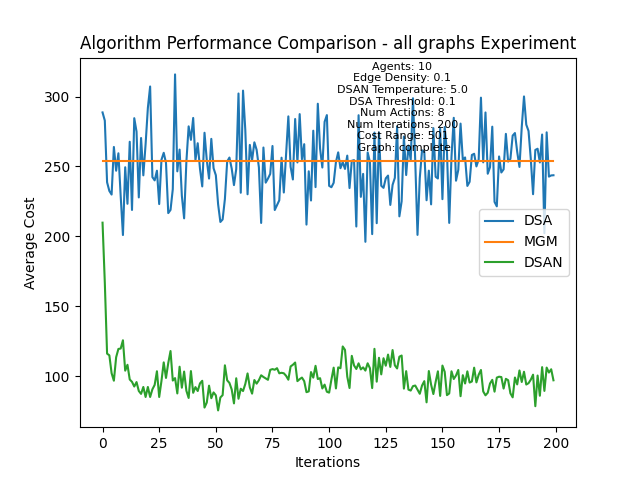 Algorithm Performance Comparison - all graphs Experiment
Agents: 10
Edge Density: 0.1
DSAN Temperature: 5.0
DSA Threshold: 0.1
Num Actions: 8
Num Iterations: 200
Cost Range: 501
Graph: complete
Average Cost
300
250
200
150
100
DSA
MGM
DSAN
0
25
50
75
100
125
150
175
200
Iterations